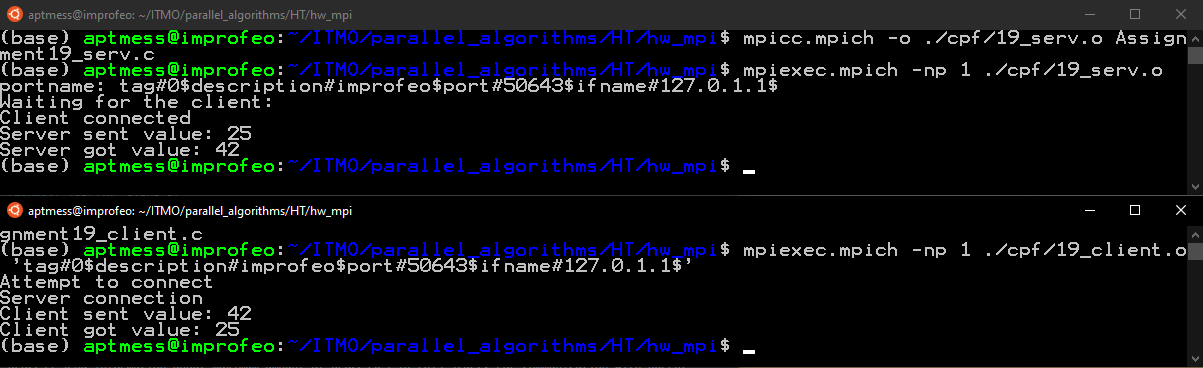 aptmess@improfeo: ~/ITMO/parallel_algorithms/HT/hw_mpi
(base) aptmess@improfeo:~/ITMO/parallel_algorithms/HT/hw_mpi$ mpicc.mpich -o ./cpf/19_serv.o Assign
ment19_serv.c
(base) aptmess@improfeo:~/ITMO/parallel_algorithms/HT/hw_mpi$ mpiexec.mpich -np 1 ./cpf/19_serv.o
portname: tag#0$description#improfeo$port#50643$ifname#127.0.1.1$
Waiting for the client:
Client connected
Server sent value: 25
Server got value: 42
(base) aptmess@improfeo:~/ITMO/parallel_algorithms/HT/hw_mpi$
aptmess@improfeo: ~/ITMO/parallel_algorithms/HT/hw_mpi
gnment19_client.c
(base) aptmess@improfeo:~/ITMO/parallel_algorithms/HT/hw_mpi$ mpiexec.mpich -np 1 ./cpf/19_client.o
'tag#0$description#improfeo$port#50643$ifname#127.0.1.1$'
Attempt to connect
Server connection
Client sent value: 42
Client got value: 25
(base) aptmess@improfeo:~/ITMO/parallel_algorithms/HT/hw_mpi$